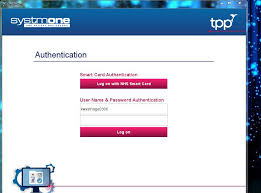 systmone
tpp
Authentication
Smart Card Authentication
Log on with NHS Smart Card
User Name & Password Authentication
Log on